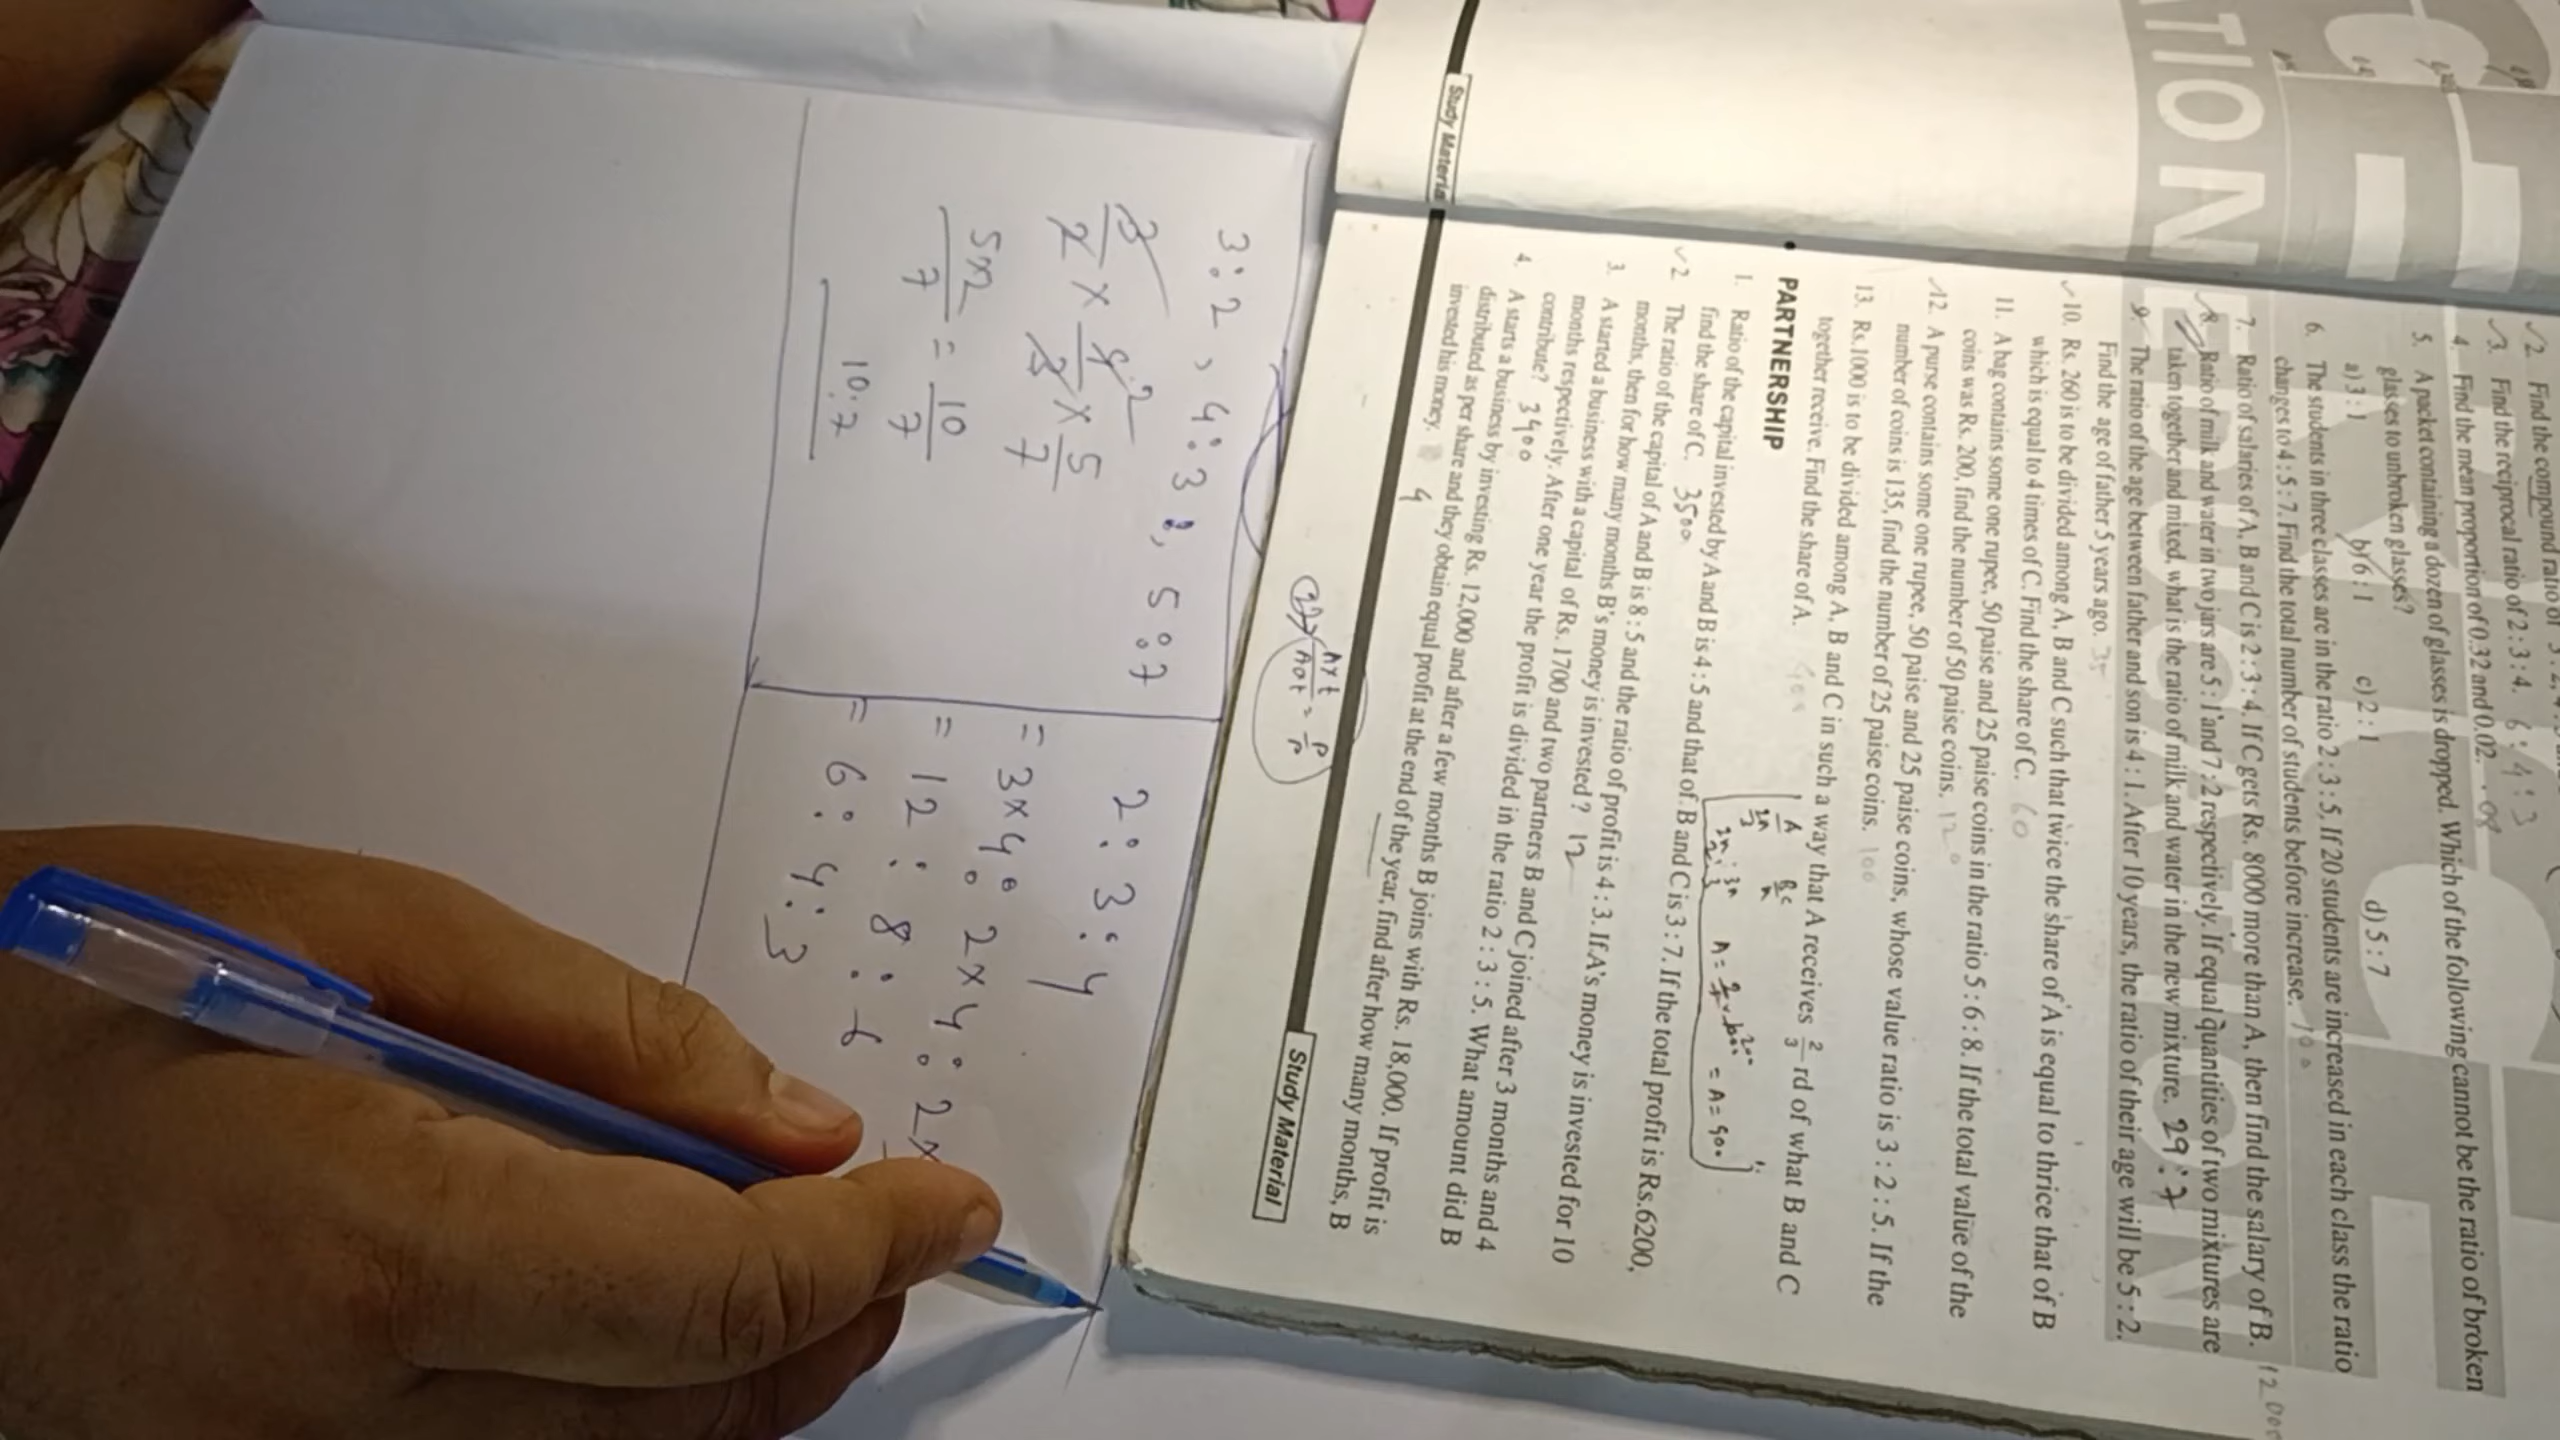 2 Find the compound ratio of
3. Find the reciprocal ratio of 2 : 3 : 4. 6 : 4 : 3
4. Find the mean proportion of 0.32 and 0.02. .08
5. A packet containing a dozen of glasses is dropped. Which of the following cannot be the ratio of broken
glasses to unbroken glasses?
a) 3 : 1 b) 6 : 1 c) 2 : 1 d) 5 : 7
6. The students in three classes are in the ratio 2 : 3 : 5. If 20 students are increased in each class the ratio
changes to 4 : 5 : 7. Find the total number of students before increase. 100
7. Ratio of salaries of A, B and C is 2 : 3 : 4. If C gets Rs. 8000 more than A, then find the salary of B. 12000
8. Ratio of milk and water in two jars are 5 : 1 and 7 : 2 respectively. If equal quantities of two mixtures are
taken together and mixed, what is the ratio of milk and water in the new mixture. 29 : 7
9. The ratio of the age between father and son is 4 : 1. After 10 years, the ratio of their age will be 5 : 2.
Find the age of father 5 years ago. 35
10. Rs. 260 is to be divided among A, B and C such that twice the share of A is equal to thrice that of B
which is equal to 4 times of C. Find the share of C. 60
11. A bag contains some one rupee, 50 paise and 25 paise coins in the ratio 5 : 6 : 8. If the total value of the
coins was Rs. 200, find the number of 50 paise coins. 120
12. A purse contains some one rupee, 50 paise and 25 paise coins, whose value ratio is 3 : 2 : 5. If the
number of coins is 135, find the number of 25 paise coins. 100
13. Rs.1000 is to be divided among A, B and C in such a way that A receives 2/3 rd of what B and C
together receive. Find the share of A. 400
PARTNERSHIP
1. Ratio of the capital invested by A and B is 4 : 5 and that of B and C is 3 : 7. If the total profit is Rs.6200,
find the share of C. 3500
2 The ratio of the capital of A and B is 8 : 5 and the ratio of profit is 4 : 3. If A's money is invested for 10
months, then for how many months B's money is invested? 12
3. A started a business with a capital of Rs. 1700 and two partners B and C joined after 3 months and 4
months respectively. After one year the profit is divided in the ratio 2 : 3 : 5. What amount did B
contribute? 3400
4. A starts a business by investing Rs. 12,000 and after a few months B joins with Rs. 18,000. If profit is
distributed as per share and they obtain equal profit at the end of the year, find after how many months, B
invested his money. 4
Study Material
Study Material
3:2, 4:3, 5:7
3/2 × 4/3 × 5/7
2
5×2/7 = 10/7
10:7
2:3:4
= 3×4 : 2×4 : 2×
= 12 : 8 : 6
= 6 : 4 : 3